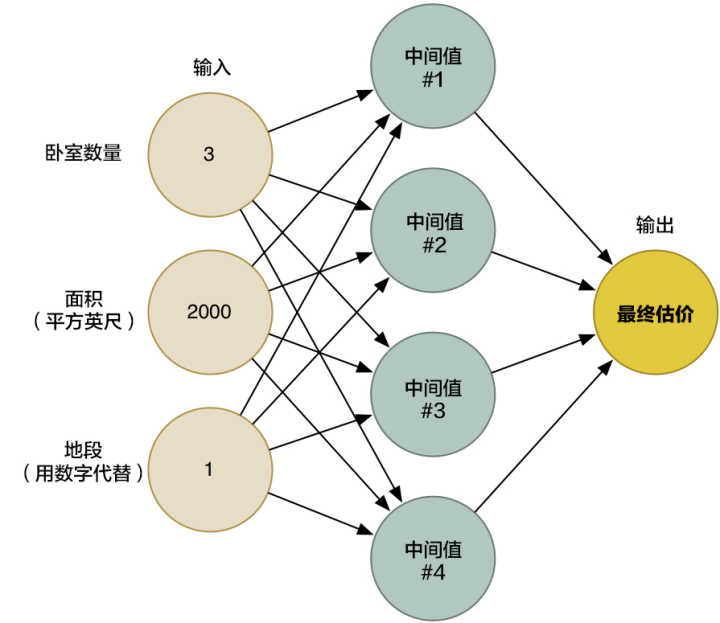 输入
卧室数量
3
面积
（平方英尺）
2000
地段
（用数字代替）
1
中间值
#1
中间值
#2
中间值
#3
中间值
#4
输出
最终估价